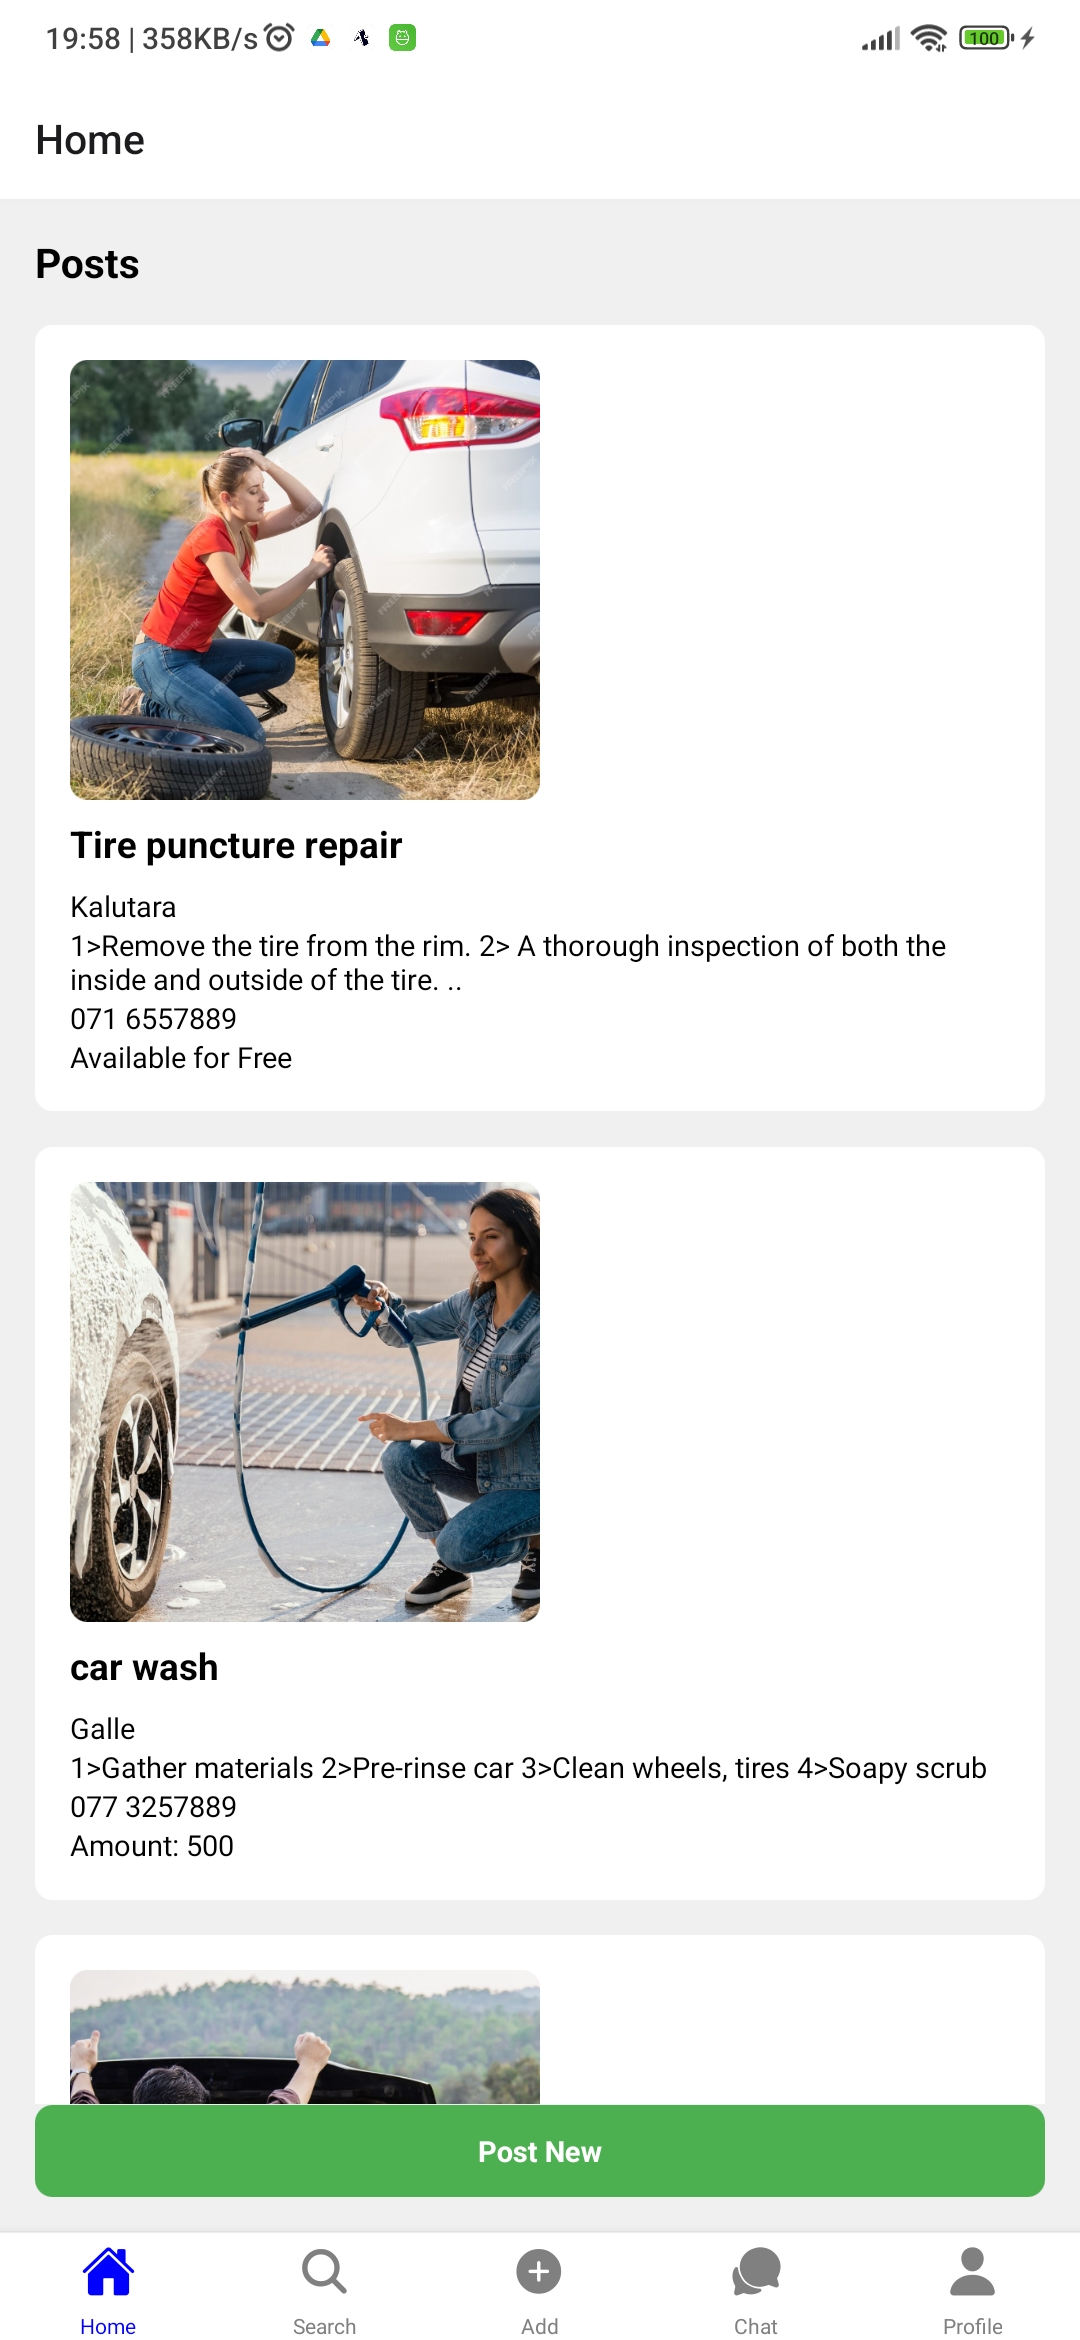 19:58 | 358KB/s
100
Home
Posts
Tire puncture repair
Kalutara
1>Remove the tire from the rim. 2> A thorough inspection of both the
inside and outside of the tire. ..
071 6557889
Available for Free
car wash
Galle
1>Gather materials 2>Pre-rinse car 3>Clean wheels, tires 4>Soapy scrub
077 3257889
Amount: 500
Post New
Home
Search
Add
Chat
Profile